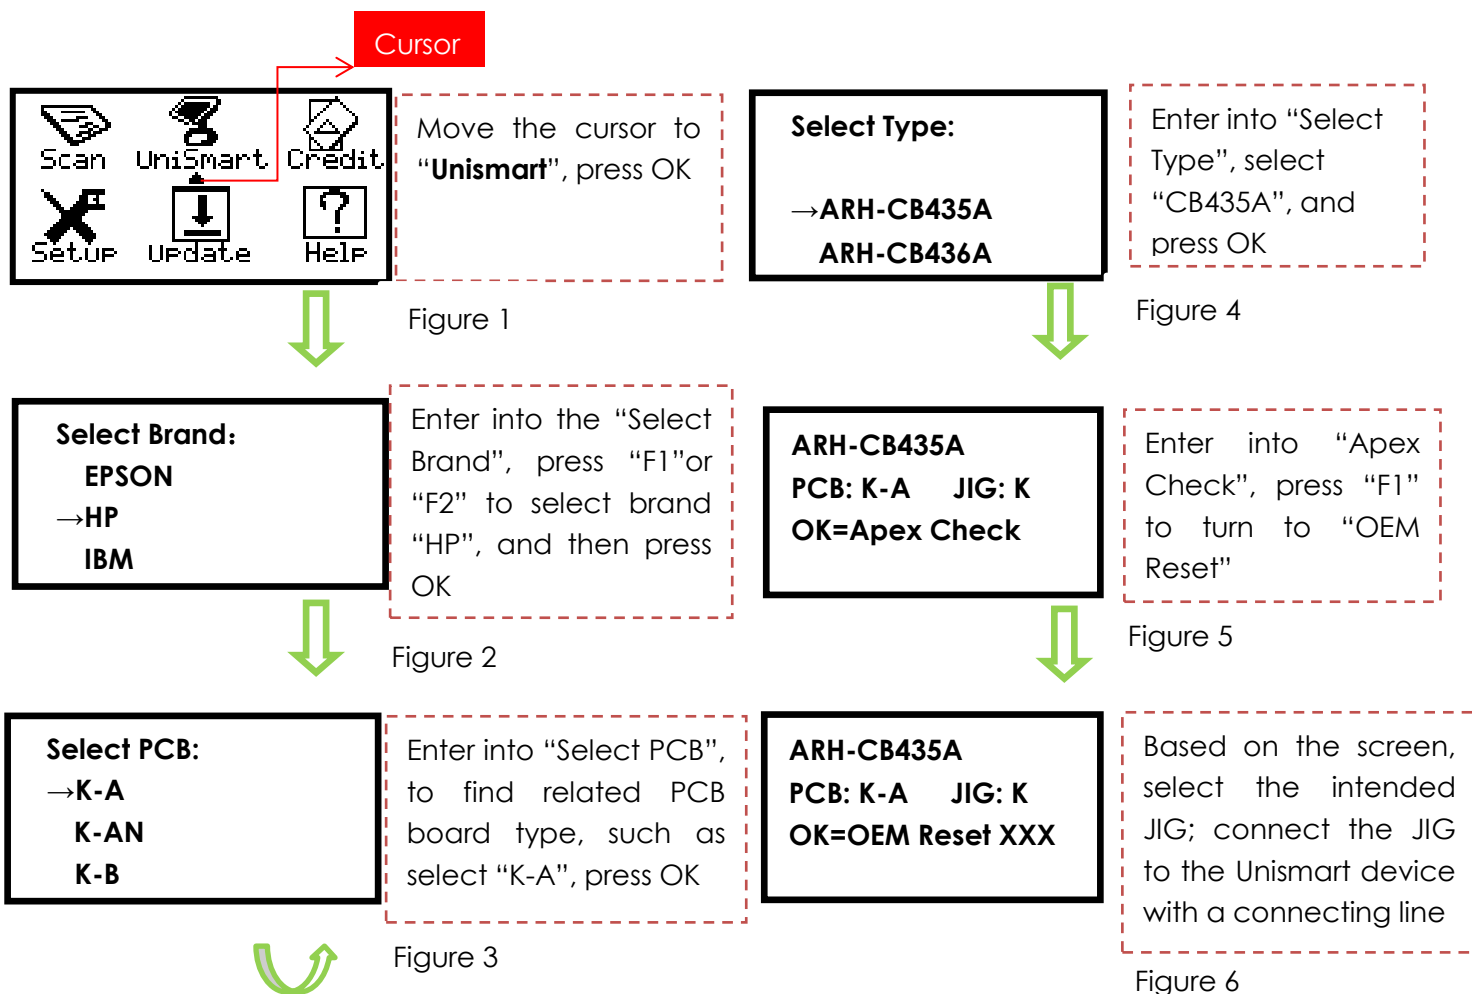 Cursor
Scan UniSmart Credit
Setup Update Help
Move the cursor to
“Unismart”, press OK
Figure 1
Select Brand：
EPSON
→HP
IBM
Enter into the “Select
Brand”, press “F1”or
“F2” to select brand
“HP”, and then press
OK
Figure 2
Select PCB:
→K-A
K-AN
K-B
Enter into “Select PCB”,
to find related PCB
board type, such as
select “K-A”, press OK
Figure 3
Select Type:
→ARH-CB435A
ARH-CB436A
Enter into “Select
Type”, select
“CB435A”, and
press OK
Figure 4
ARH-CB435A
PCB: K-A JIG: K
OK=Apex Check
Enter into “Apex
Check”, press “F1”
to turn to “OEM
Reset”
Figure 5
ARH-CB435A
PCB: K-A JIG: K
OK=OEM Reset XXX
Based on the screen,
select the intended
JIG; connect the JIG
to the Unismart device
with a connecting line
Figure 6